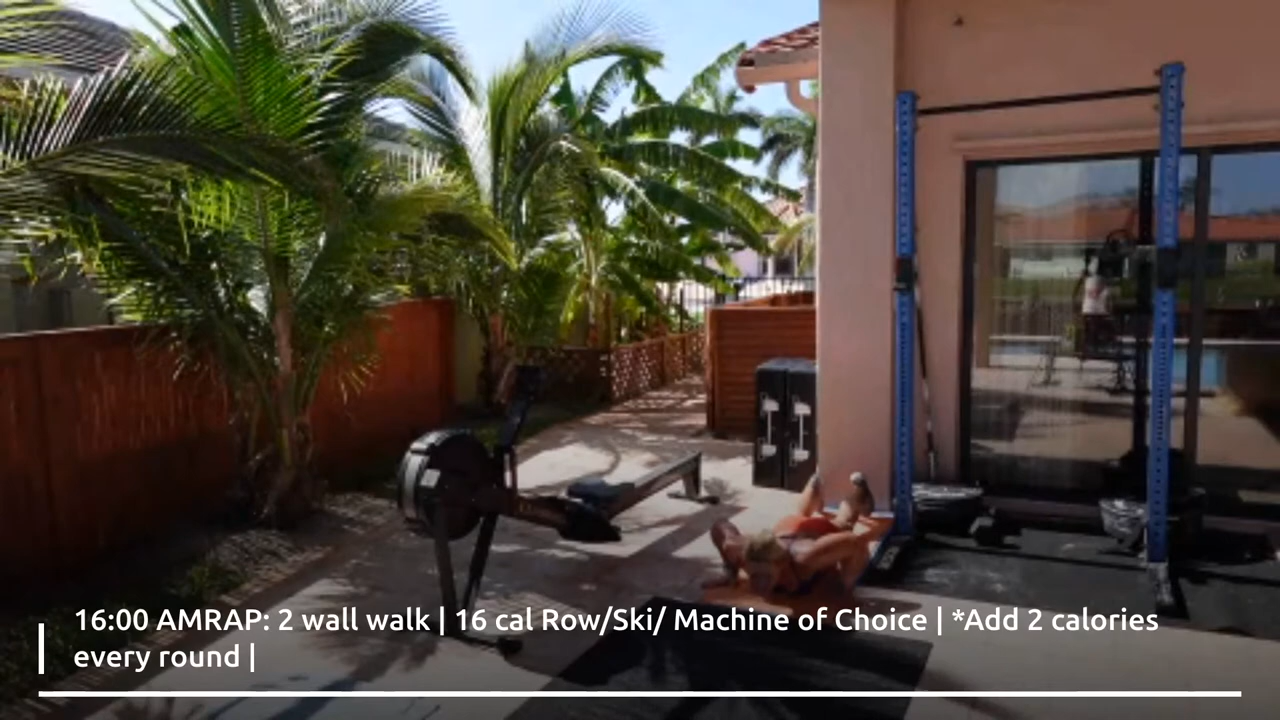 16:00 AMRAP: 2 wall walk | 16 cal Row/Ski/ Machine of Choice | *Add 2 calories
every round |